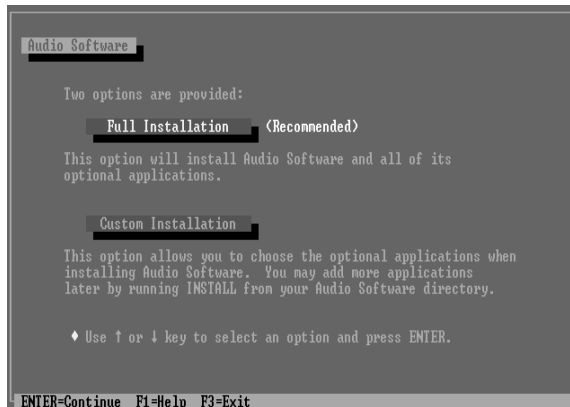 Audio Software
Two options are provided:
Full Installation (Recommended)
This option will install Audio Software and all of its
optional applications.
Custom Installation
This option allows you to choose the optional applications when
installing Audio Software. You may add more applications
later by running INSTALL from your Audio Software directory.
♦ Use ↑ or ↓ key to select an option and press ENTER.
ENTER=Continue F1=Help F3=Exit